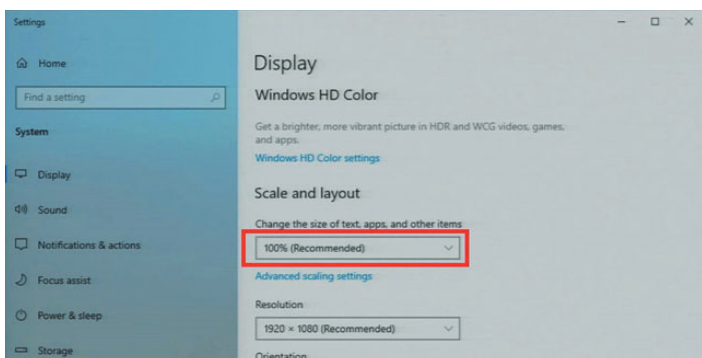 Settings
Home
Find a setting
System
Display
Sound
Notifications & actions
Focus assist
Power & sleep
Storage
Display
Windows HD Color
Get a brighter, more vibrant picture in HDR and WCG videos, games,
and apps.
Windows HD Color settings
Scale and layout
Change the size of text, apps, and other items
100% (Recommended)
Advanced scaling settings
Resolution
1920 × 1080 (Recommended)
Orientation